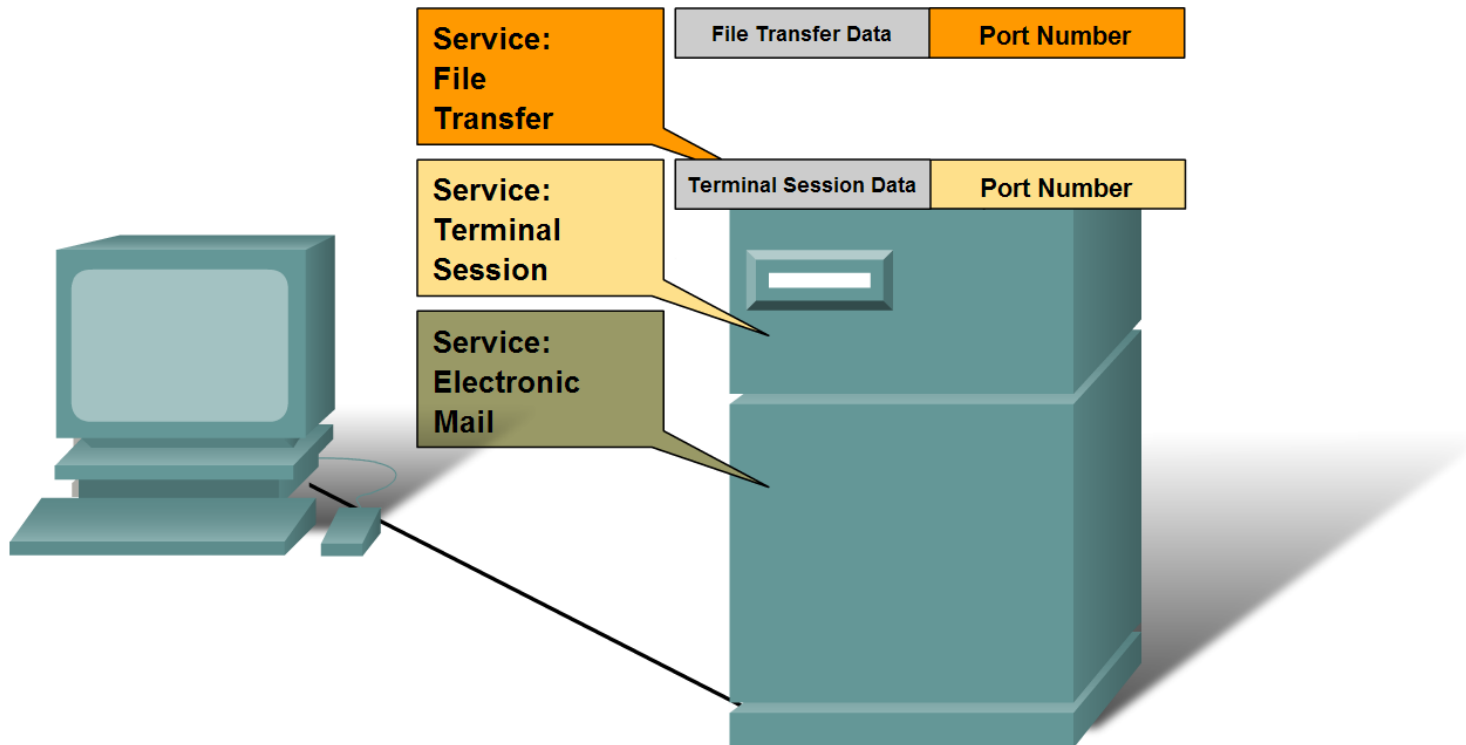 Service:
File
Transfer
File Transfer Data
Port Number
Service:
Terminal
Session
Terminal Session Data
Port Number
Service:
Electronic
Mail